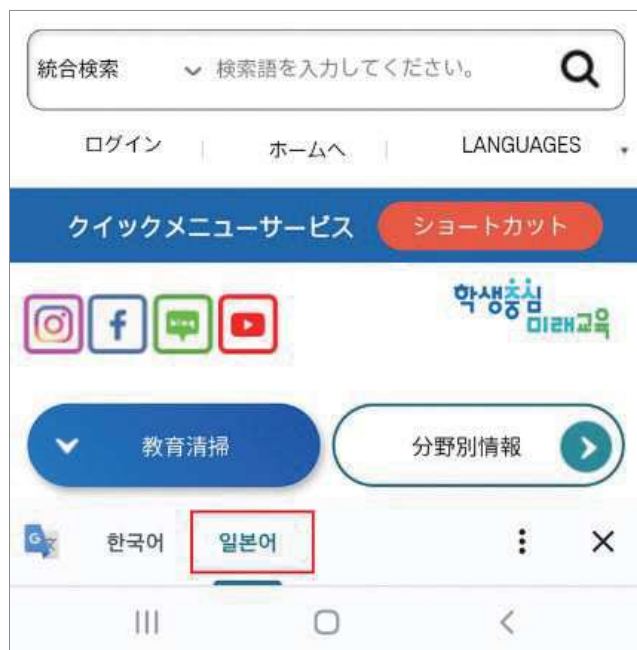 統合検索 検索語を入力してください。
ログイン ホームへ LANGUAGES
クイックメニューサービス ショートカット
학생중심
미래교육
教育清掃 分野別情報
한국어 일본어